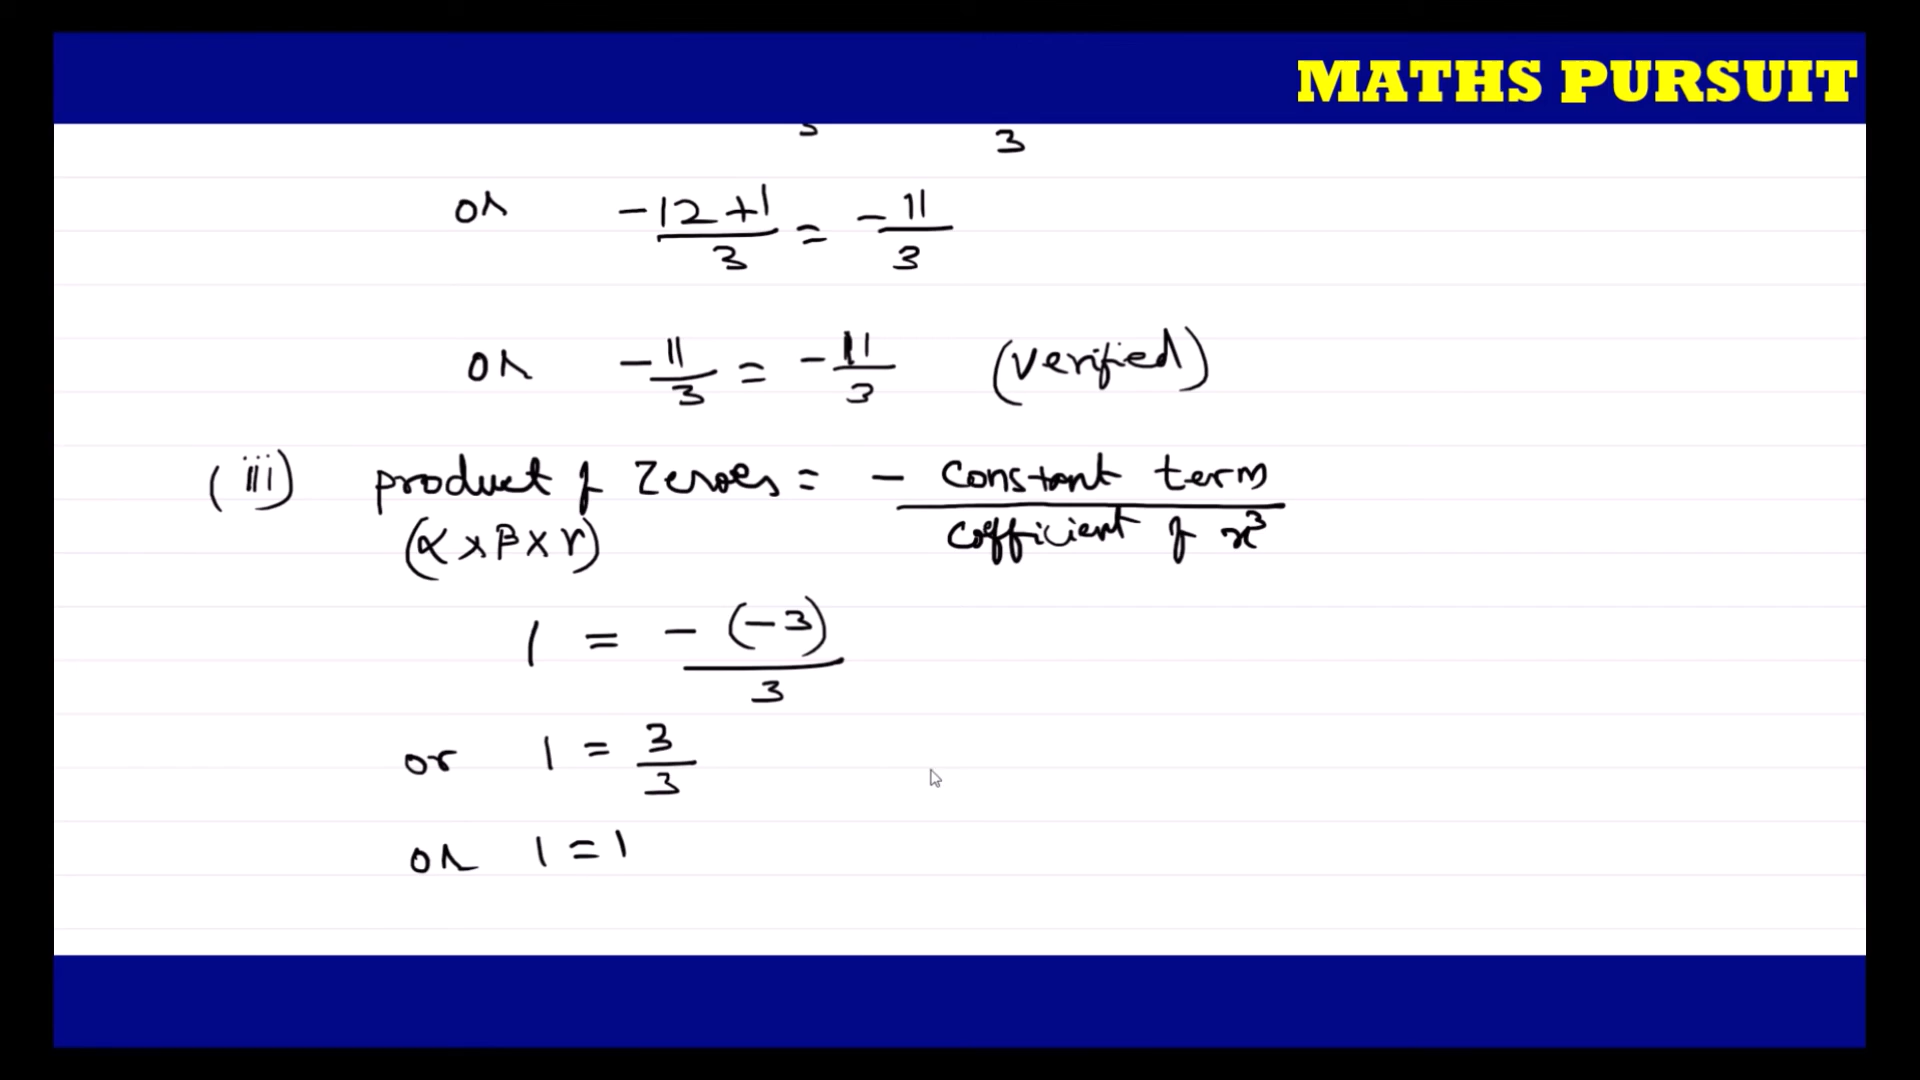 MATHS PURSUIT
3
or -12+1/3 = -11/3
or -11/3 = -11/3 (verified)
(iii) product of Zeroes = - constant term / coefficient of x³
(α×β×γ)
1 = -(-3)/3
or 1 = 3/3
or 1 = 1